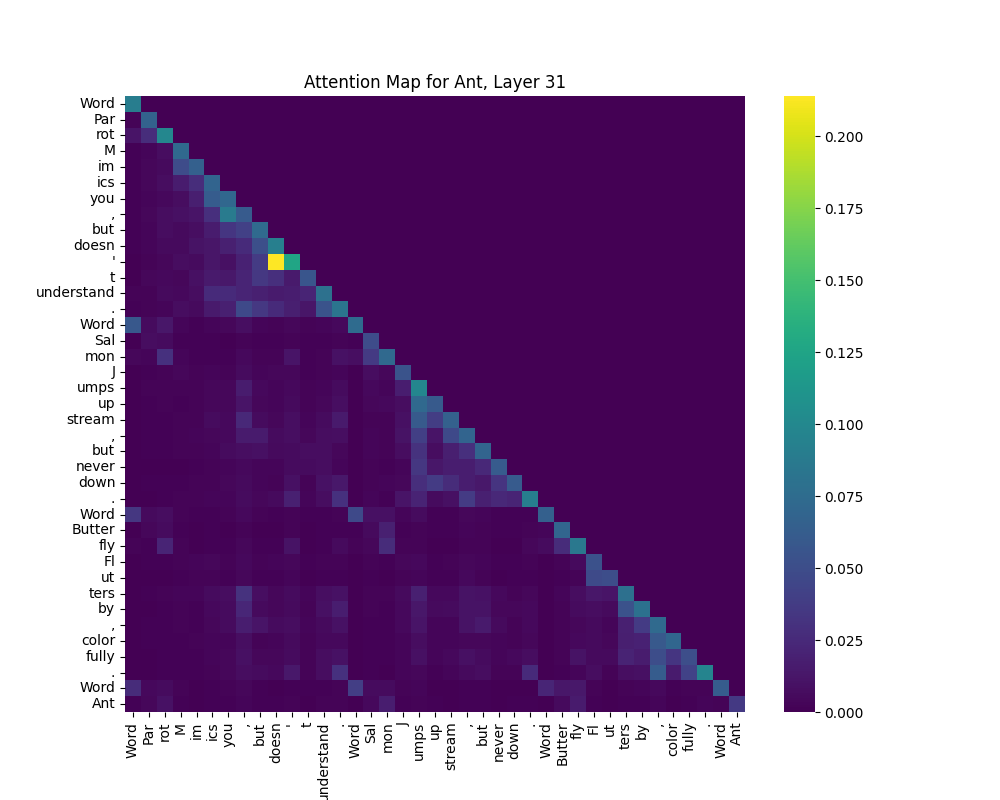 Attention Map for Ant, Layer 31
Word
Par
rot
M
im
ics
you
,
but
doesn
'
t
understand
.
Word
Sal
mon
J
umps
up
stream
,
but
never
down
.
Word
Butter
fly
Fl
ut
ters
by
,
color
fully
.
Word
Ant
Word
Par
rot
M
im
ics
you
,
but
doesn
'
t
understand
.
Word
Sal
mon
J
umps
up
stream
,
but
never
down
.
Word
Butter
fly
Fl
ut
ters
by
,
color
fully
.
Word
Ant
0.200
0.175
0.150
0.125
0.100
0.075
0.050
0.025
0.000